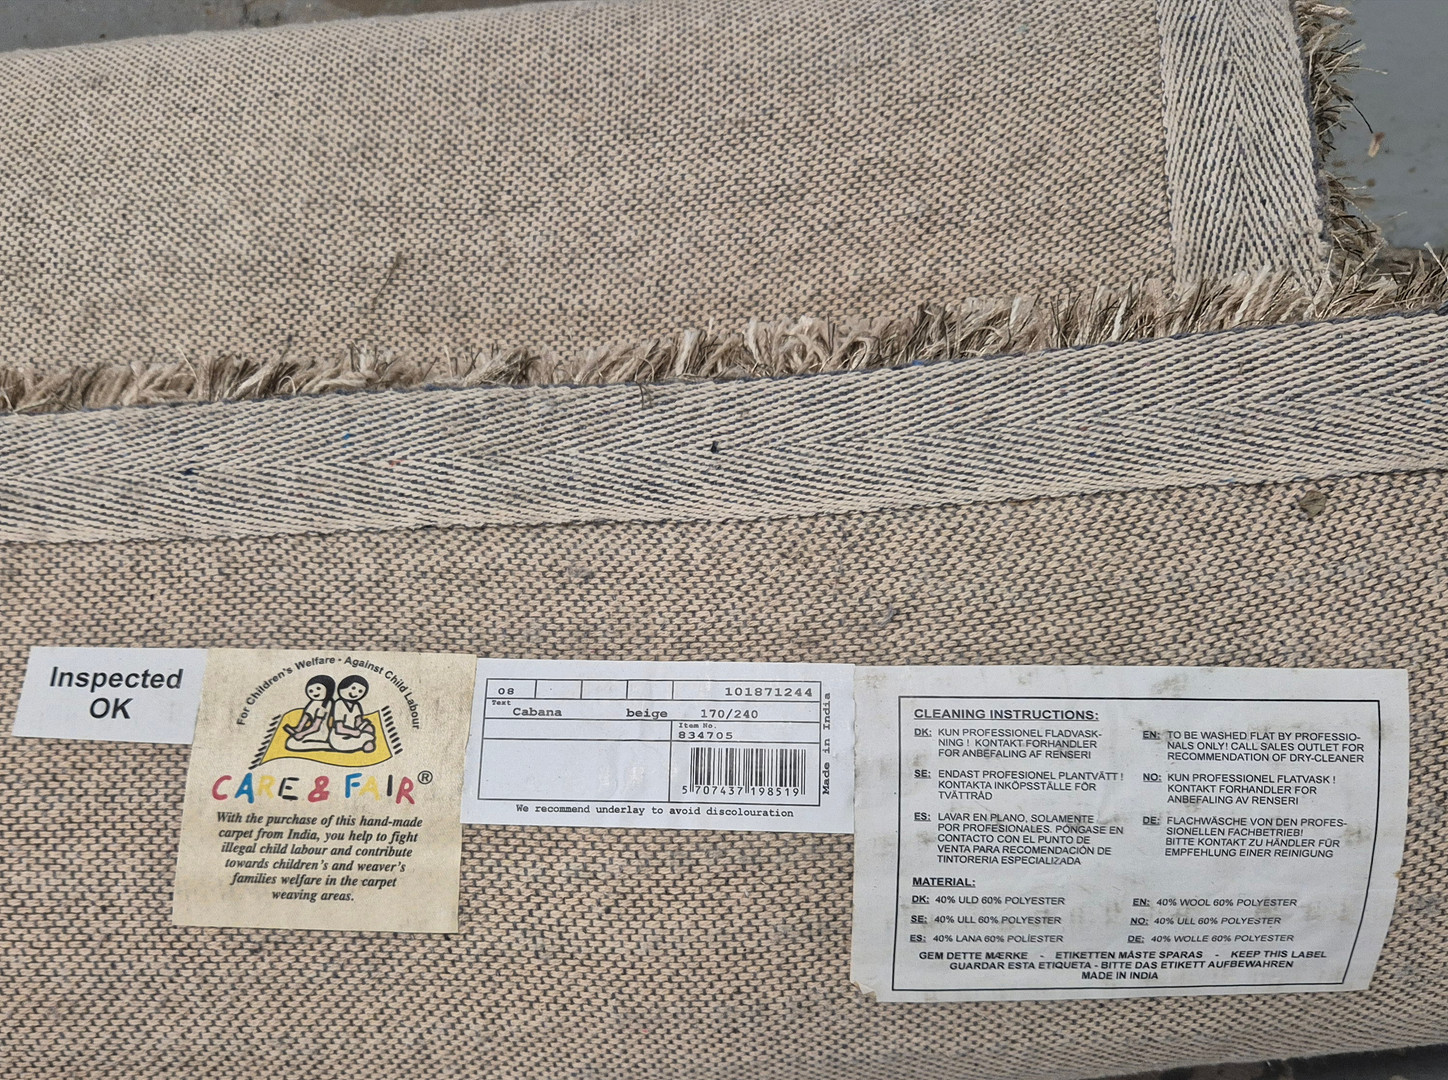 Inspected
OK
For Children's Welfare - Against Child Labour
CARE & FAIR®
With the purchase of this hand-made
carpet from India, you help to fight
illegal child labour and contribute
towards children's and weaver's
families welfare in the carpet
weaving areas.
08 101871244
Text
Cabana beige 170/240
Item No.
834705
5 707437 198519
Made in India
We recommend underlay to avoid discolouration
CLEANING INSTRUCTIONS:
DK: KUN PROFESSIONEL FLADVASK-
NING ! KONTAKT FORHANDLER
FOR ANBEFALING AF RENSERI
SE: ENDAST PROFESIONEL PLANTVÄTT !
KONTAKTA INKÖPSSTÄLLE FÖR
TVÄTTRÅD
ES: LAVAR EN PLANO, SOLAMENTE
POR PROFESIONALES. PÓNGASE EN
CONTACTO CON EL PUNTO DE
VENTA PARA RECOMENDACIÓN DE
TINTORERIA ESPECIALIZADA
EN: TO BE WASHED FLAT BY PROFESSIO-
NALS ONLY! CALL SALES OUTLET FOR
RECOMMENDATION OF DRY-CLEANER
NO: KUN PROFESSIONEL FLATVASK !
KONTAKT FORHANDLER FOR
ANBEFALING AV RENSERI
DE: FLACHWÄSCHE VON DEN PROFES-
SIONELLEN FACHBETRIEB!
BITTE KONTAKT ZU HÄNDLER FÜR
EMPFEHLUNG EINER REINIGUNG
MATERIAL:
DK: 40% ULD 60% POLYESTER
SE: 40% ULL 60% POLYESTER
ES: 40% LANA 60% POLIESTER
EN: 40% WOOL 60% POLYESTER
NO: 40% ULL 60% POLYESTER
DE: 40% WOLLE 60% POLYESTER
GEM DETTE MÆRKE - ETIKETTEN MÅSTE SPARAS - KEEP THIS LABEL
GUARDAR ESTA ETIQUETA - BITTE DAS ETIKETT AUFBEWAHREN
MADE IN INDIA